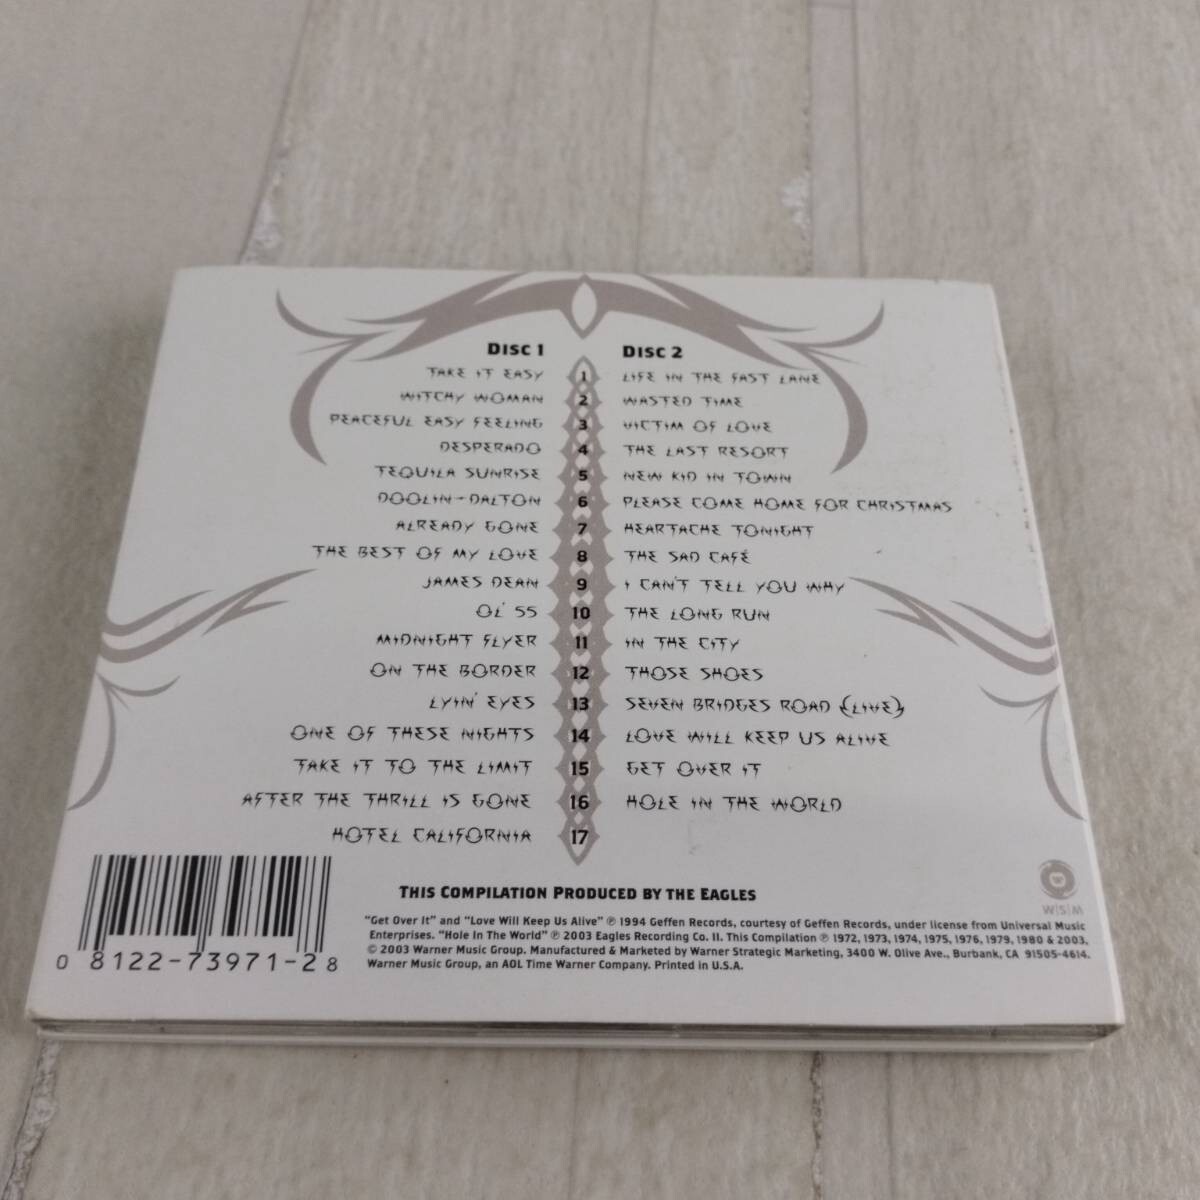 DISC 1
DISC 2
TAKE IT EASY 1 LIFE IN THE FAST LANE
WITCHY WOMAN 2 WASTED TIME
PEACEFUL EASY FEELING 3 VICTIM OF LOVE
DESPERADO 4 THE LAST RESORT
TEQUILA SUNRISE 5 NEW KID IN TOWN
DOOLIN-DALTON 6 PLEASE COME HOME FOR CHRISTMAS
ALREADY GONE 7 HEARTACHE TONIGHT
THE BEST OF MY LOVE 8 THE SAD CAFÉ
JAMES DEAN 9 I CAN'T TELL YOU WHY
OL' 55 10 THE LONG RUN
MIDNIGHT FLYER 11 IN THE CITY
ON THE BORDER 12 THOSE SHOES
LYIN' EYES 13 SEVEN BRIDGES ROAD (LIVE)
ONE OF THESE NIGHTS 14 LOVE WILL KEEP US ALIVE
TAKE IT TO THE LIMIT 15 GET OVER IT
AFTER THE THRILL IS GONE 16 HOLE IN THE WORLD
HOTEL CALIFORNIA 17
THIS COMPILATION PRODUCED BY THE EAGLES
"Get Over It" and "Love Will Keep Us Alive" ℗ 1994 Geffen Records, courtesy of Geffen Records, under license from Universal Music
Enterprises. "Hole In The World" ℗ 2003 Eagles Recording Co. II. This Compilation ℗ 1972, 1973, 1974, 1975, 1976, 1979, 1980 & 2003,
© 2003 Warner Music Group. Manufactured & Marketed by Warner Strategic Marketing, 3400 W. Olive Ave., Burbank, CA 91505-4614.
Warner Music Group, an AOL Time Warner Company. Printed in U.S.A.
0 81227-39712 8
W|S|M